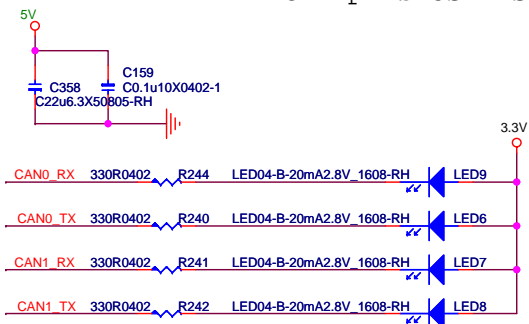 5V
C358
C22u6.3X50805-RH
C159
C0.1u10X0402-1
3.3V
CAN0_RX 330R0402 R244 LED04-B-20mA2.8V_1608-RH LED9
CAN0_TX 330R0402 R240 LED04-B-20mA2.8V_1608-RH LED6
CAN1_RX 330R0402 R241 LED04-B-20mA2.8V_1608-RH LED7
CAN1_TX 330R0402 R242 LED04-B-20mA2.8V_1608-RH LED8